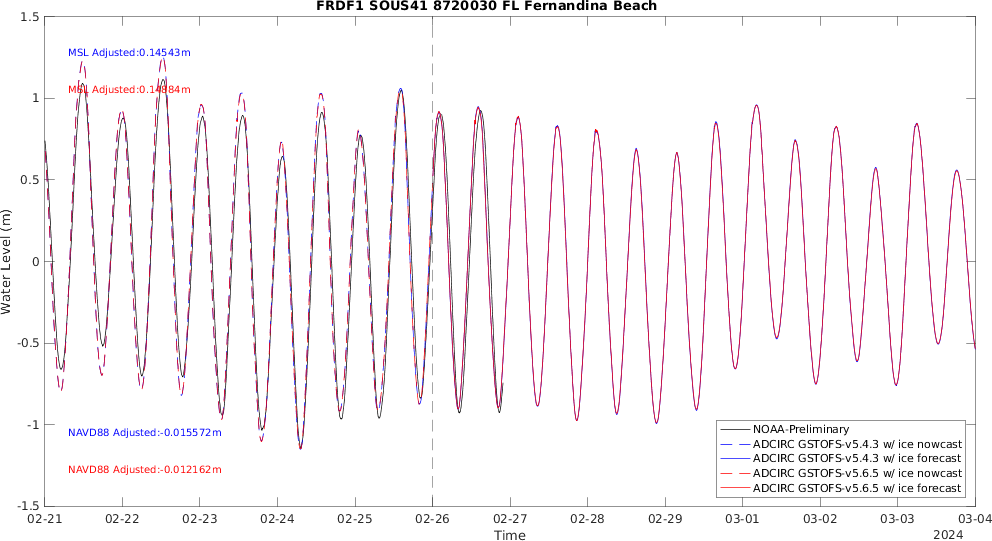 FRDF1 SOUS41 8720030 FL Fernandina Beach
1.5
MSL Adjusted:0.14543m
MSL Adjusted:0.14884m
1
0.5
Water Level (m)
0
-0.5
-1
NAVD88 Adjusted:-0.015572m
NAVD88 Adjusted:-0.012162m
-1.5
NOAA-Preliminary
ADCIRC GSTOFS-v5.4.3 w/ ice nowcast
ADCIRC GSTOFS-v5.4.3 w/ ice forecast
ADCIRC GSTOFS-v5.6.5 w/ ice nowcast
ADCIRC GSTOFS-v5.6.5 w/ ice forecast
02-21 02-22 02-23 02-24 02-25 02-26 02-27 02-28 02-29 03-01 03-02 03-03 03-04
Time
2024